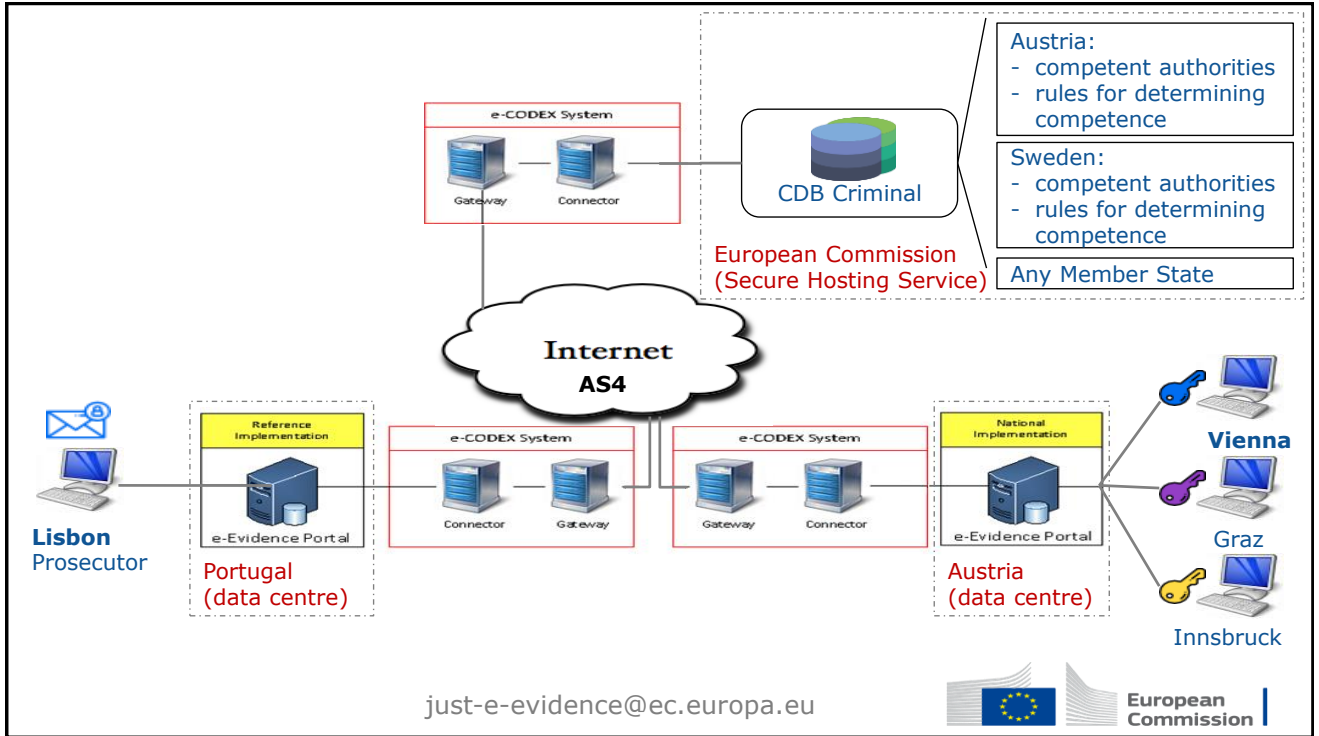 Austria:
- competent authorities
- rules for determining
competence
e-CODEX System
Gateway
Connector
CDB Criminal
Sweden:
- competent authorities
- rules for determining
competence
European Commission
(Secure Hosting Service)
Any Member State
Internet
AS4
Reference
Implementation
e-Evidence Portal
e-CODEX System
Connector
Gateway
e-CODEX System
Gateway
Connector
National
Implementation
e-Evidence Portal
Vienna
Graz
Innsbruck
Lisbon
Prosecutor
Portugal
(data centre)
Austria
(data centre)
just-e-evidence@ec.europa.eu
European
Commission